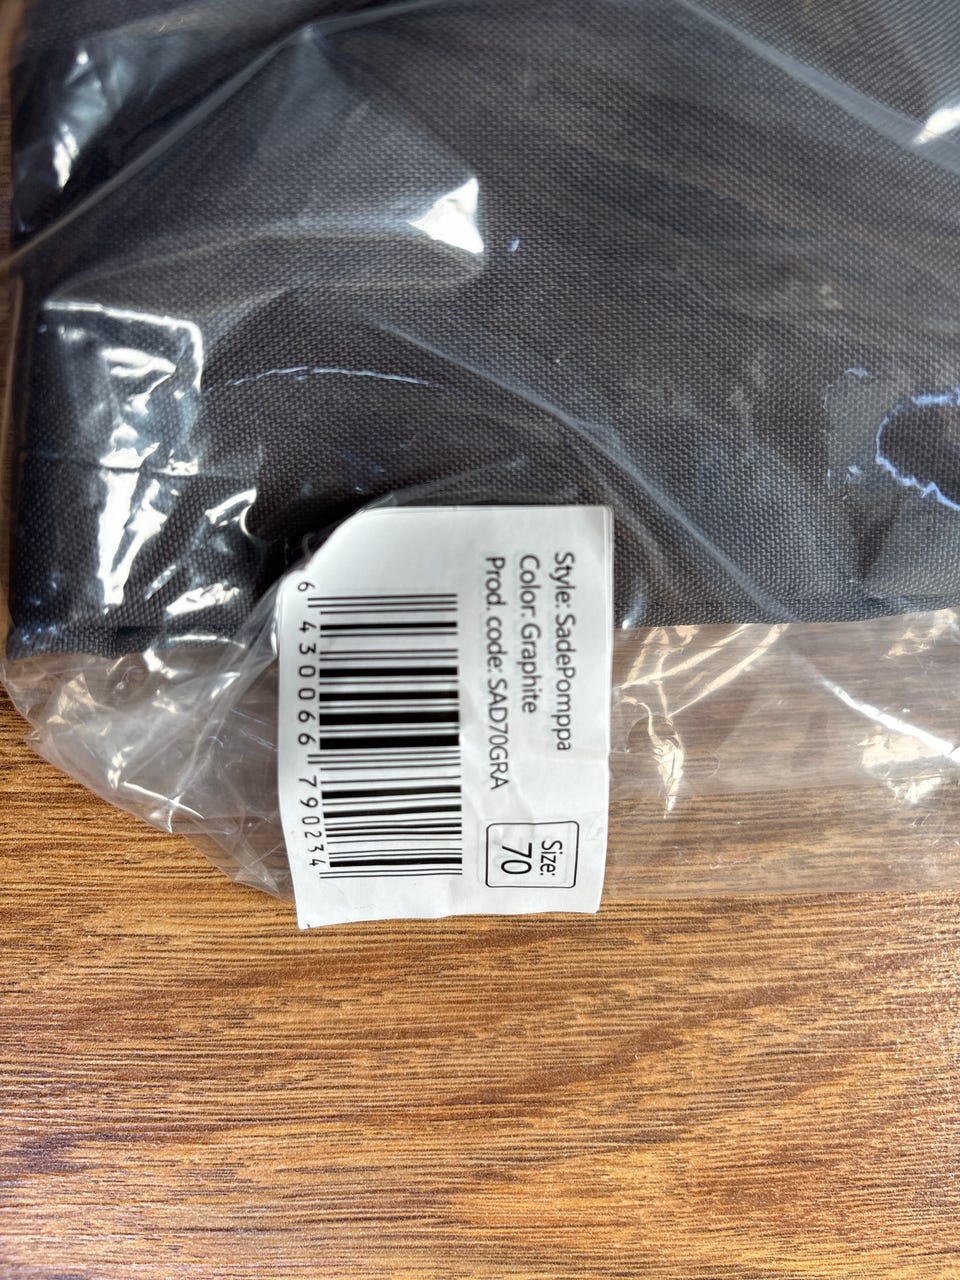 Style: SadePomppa
Color: Graphite
Prod. code: SAD70GRA
Size:
70
6 430066 790234